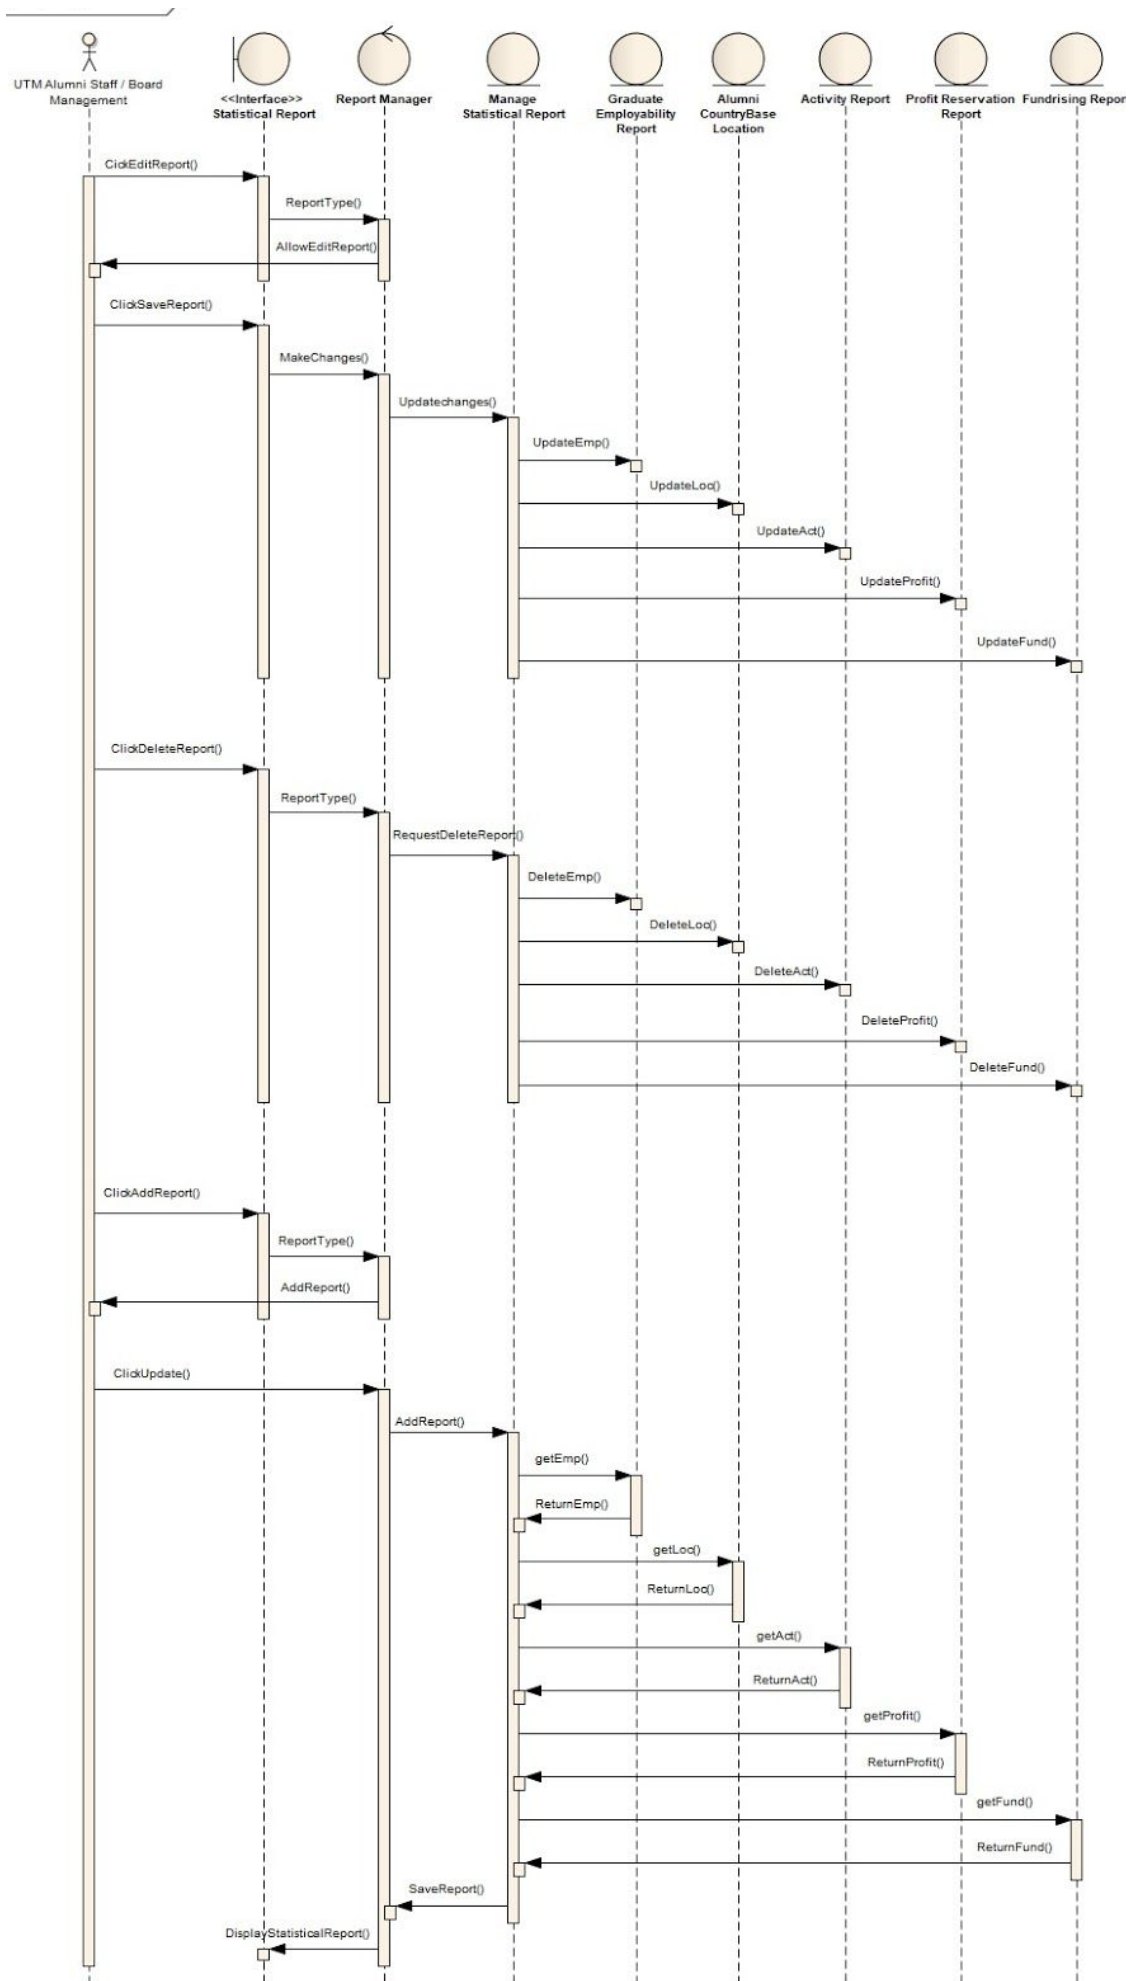 UTM Alumni Staff / Board
Management
<<Interface>>
Statistical Report
Report Manager
Manage
Statistical Report
Graduate
Employability
Report
Alumni
CountryBase
Location
Activity Report
Profit Reservation
Report
Fundrising Report
CickEditReport()
ReportType()
AllowEditReport()
ClickSaveReport()
MakeChanges()
Updatechanges()
UpdateEmp()
UpdateLoc()
UpdateAct()
UpdateProfit()
UpdateFund()
ClickDeleteReport()
ReportType()
RequestDeleteReport()
DeleteEmp()
DeleteLoc()
DeleteAct()
DeleteProfit()
DeleteFund()
ClickAddReport()
ReportType()
AddReport()
ClickUpdate()
AddReport()
getEmp()
ReturnEmp()
getLoc()
ReturnLoc()
getAct()
ReturnAct()
getProfit()
ReturnProfit()
getFund()
ReturnFund()
SaveReport()
DisplayStatisticalReport()